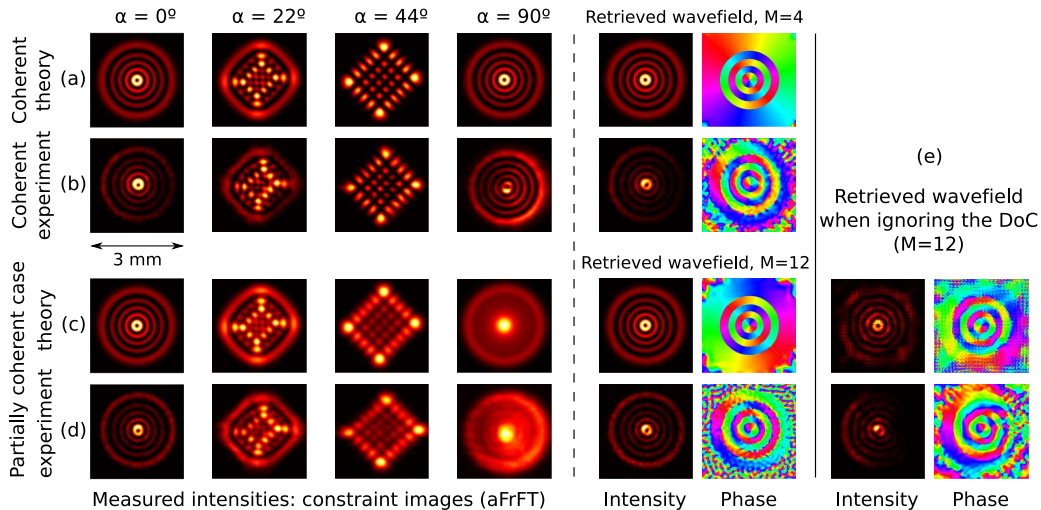 α = 0º α = 22º α = 44º α = 90º Retrieved wavefield, M=4
Coherent
theory
(a)
Coherent
experiment
(b)
3 mm
(e)
Retrieved wavefield
when ignoring the DoC
(M=12)
Retrieved wavefield, M=12
Partially coherent case
theory
(c)
experiment
(d)
Measured intensities: constraint images (aFrFT) Intensity Phase Intensity Phase